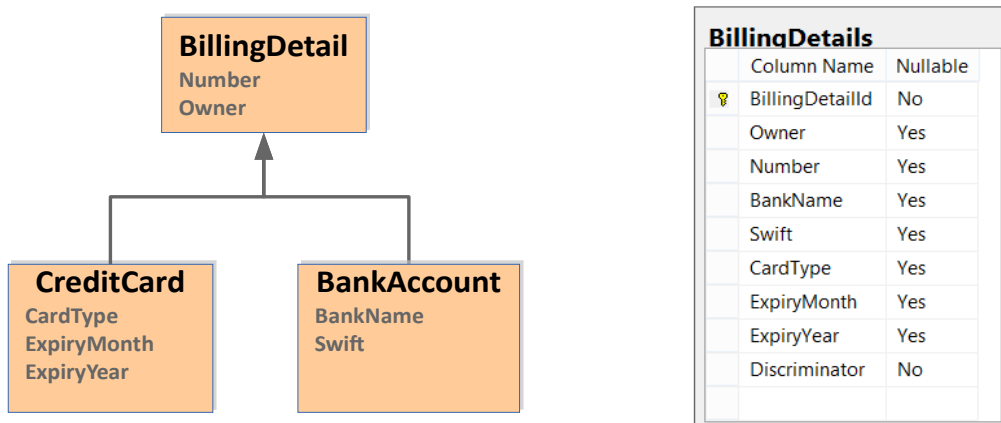 BillingDetail
Number
Owner
CreditCard
CardType
ExpiryMonth
ExpiryYear
BankAccount
BankName
Swift
BillingDetails
Column Name Nullable
BillingDetailId No
Owner Yes
Number Yes
BankName Yes
Swift Yes
CardType Yes
ExpiryMonth Yes
ExpiryYear Yes
Discriminator No